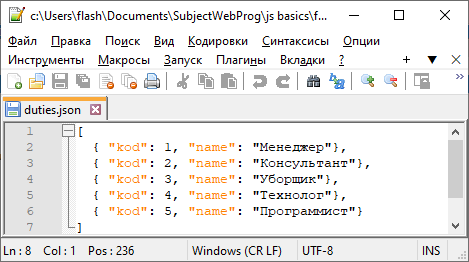 c:\Users\flash\Documents\SubjectWebProg\js basics\f...
Файл Правка Поиск Вид Кодировки Синтаксисы Опции
Инструменты Макросы Запуск Плагины Вкладки ? + ▼ X
duties.json
1 [
2 { "kod": 1, "name": "Менеджер"},
3 { "kod": 2, "name": "Консультант"},
4 { "kod": 3, "name": "Уборщик"},
5 { "kod": 4, "name": "Технолог"},
6 { "kod": 5, "name": "Программист"}
7 ]
Ln : 8 Col : 1 Pos : 236 Windows (CR LF) UTF-8 INS